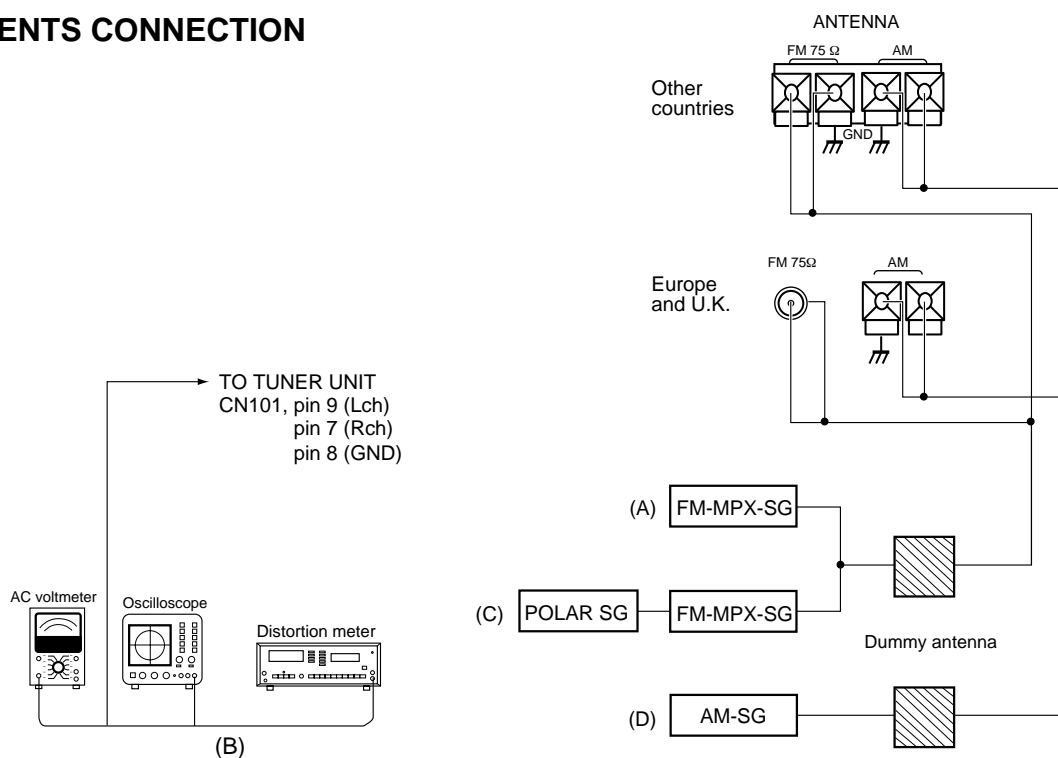 ENTS CONNECTION
ANTENNA
FM 75 Ω
AM
Other
countries
GND
FM 75Ω
AM
Europe
and U.K.
TO TUNER UNIT
CN101, pin 9 (Lch)
pin 7 (Rch)
pin 8 (GND)
(A)
FM-MPX-SG
(C)
POLAR SG
FM-MPX-SG
Dummy antenna
(D)
AM-SG
AC voltmeter
Oscilloscope
Distortion meter
(B)